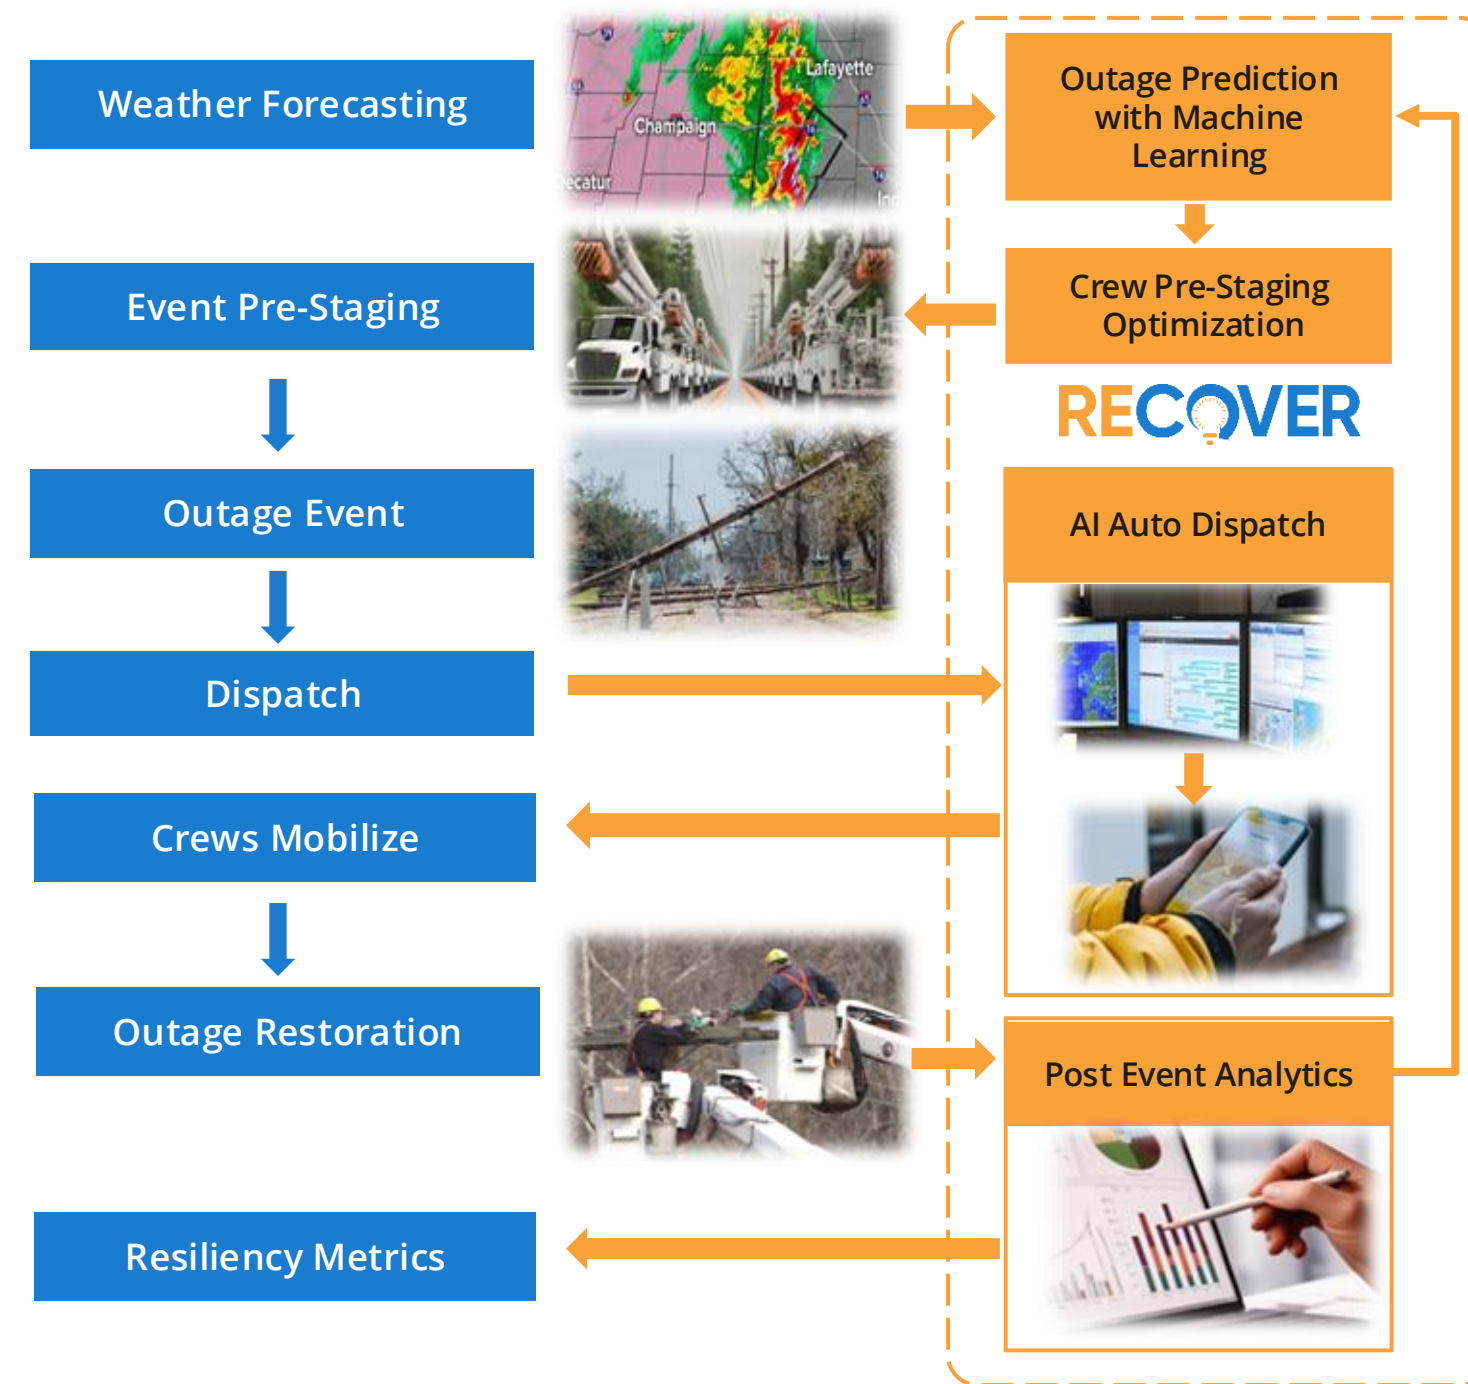 Weather Forecasting
Lafayette
Champaign
ecatur
Ind
Outage Prediction
with Machine
Learning
Event Pre-Staging
Crew Pre-Staging
Optimization
RECOVER
Outage Event
AI Auto Dispatch
Dispatch
Crews Mobilize
Outage Restoration
Post Event Analytics
Resiliency Metrics